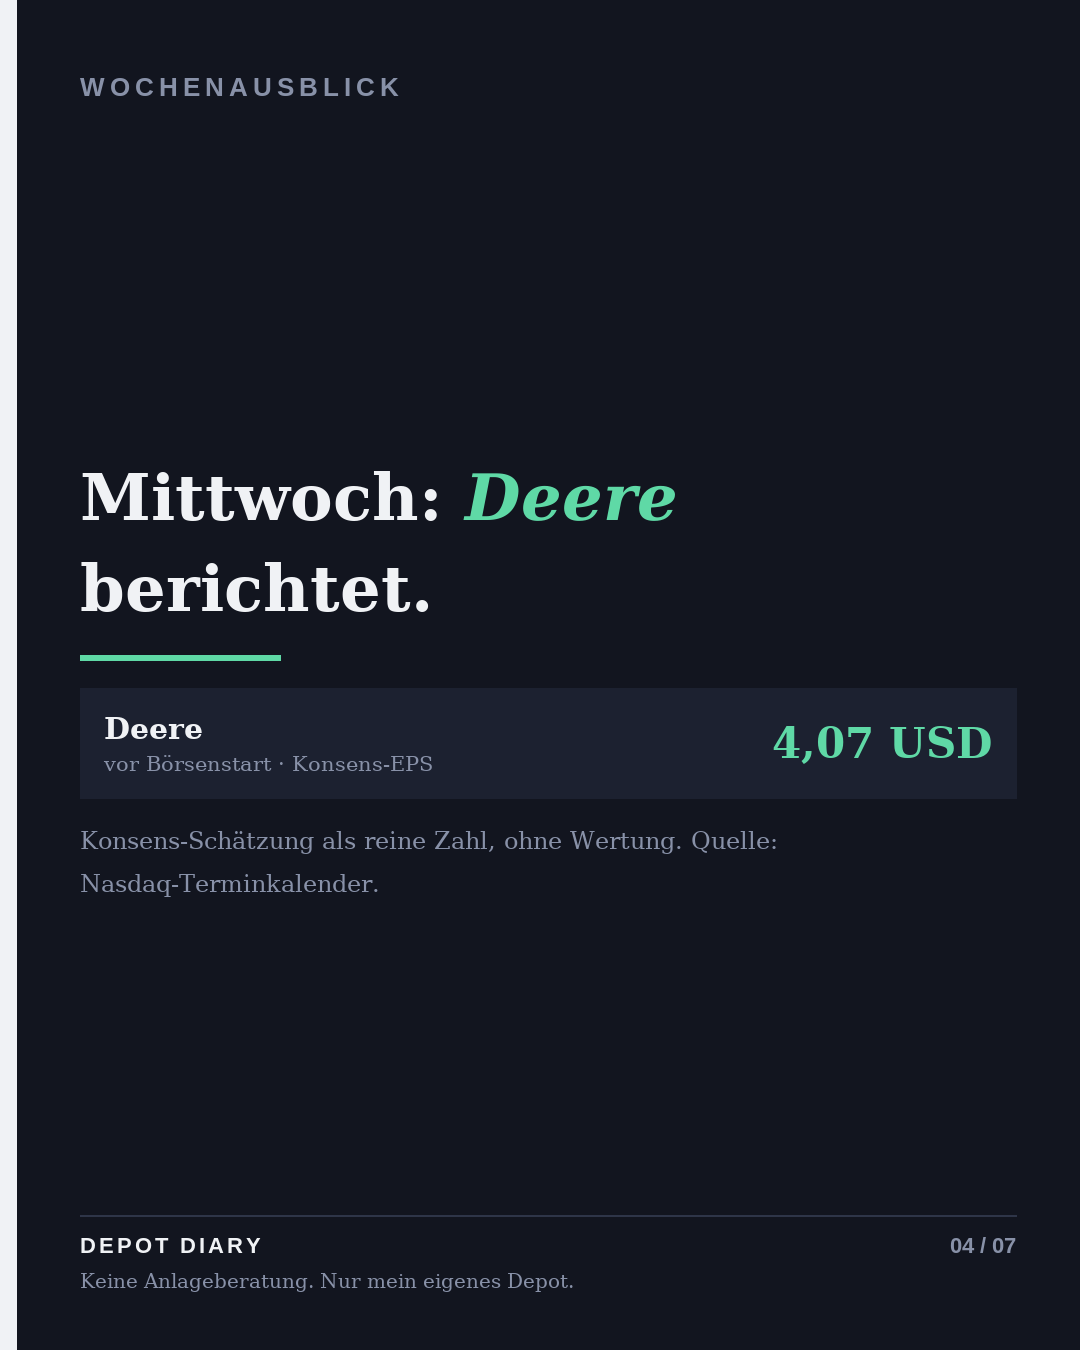 WOCHENAUSBLICK
Mittwoch: Deere
berichtet.
Deere
vor Börsenstart · Konsens-EPS
4,07 USD
Konsens-Schätzung als reine Zahl, ohne Wertung. Quelle:
Nasdaq-Terminkalender.
DEPOT DIARY
04 / 07
Keine Anlageberatung. Nur mein eigenes Depot.